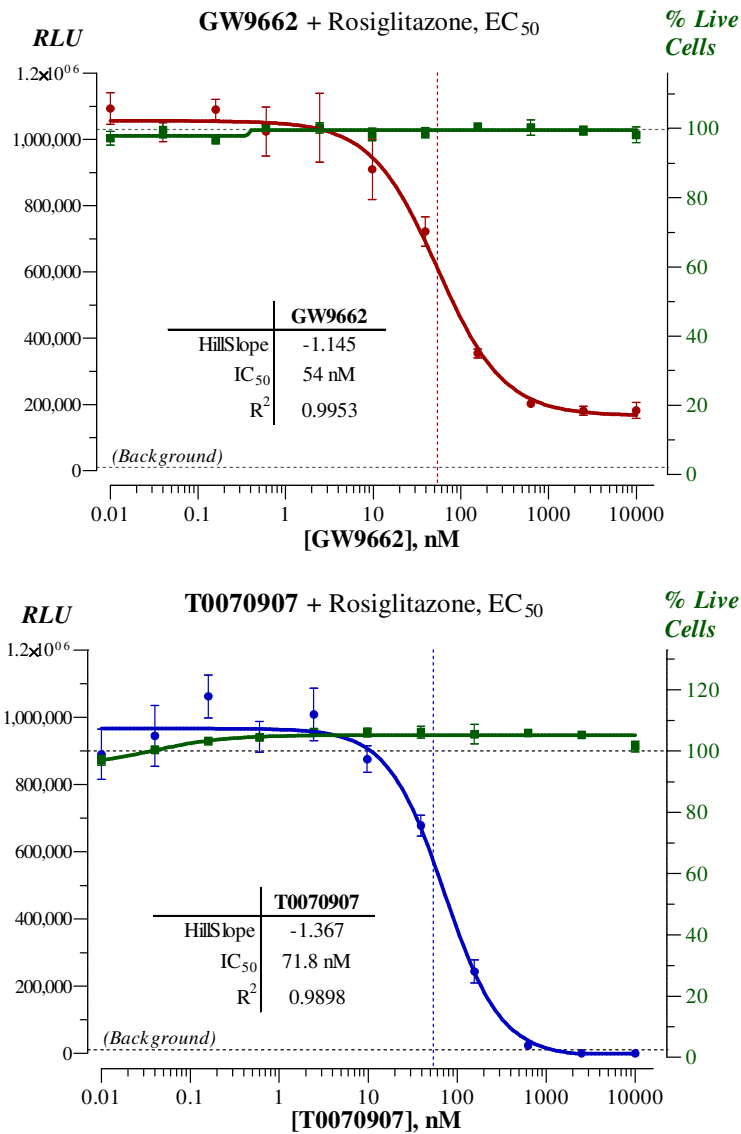 GW9662 + Rosiglitazone, EC50
RLU
% Live
Cells
1.2×10^06
1,000,000
800,000
600,000
400,000
200,000
0
100
80
60
40
20
0
GW9662
HillSlope -1.145
IC50 54 nM
R2 0.9953
(Background)
0.01 0.1 1 10 100 1000 10000
[GW9662], nM
T0070907 + Rosiglitazone, EC50
RLU
% Live
Cells
1.2×10^06
1,000,000
800,000
600,000
400,000
200,000
0
120
100
80
60
40
20
0
T0070907
HillSlope -1.367
IC50 71.8 nM
R2 0.9898
(Background)
0.01 0.1 1 10 100 1000 10000
[T0070907], nM